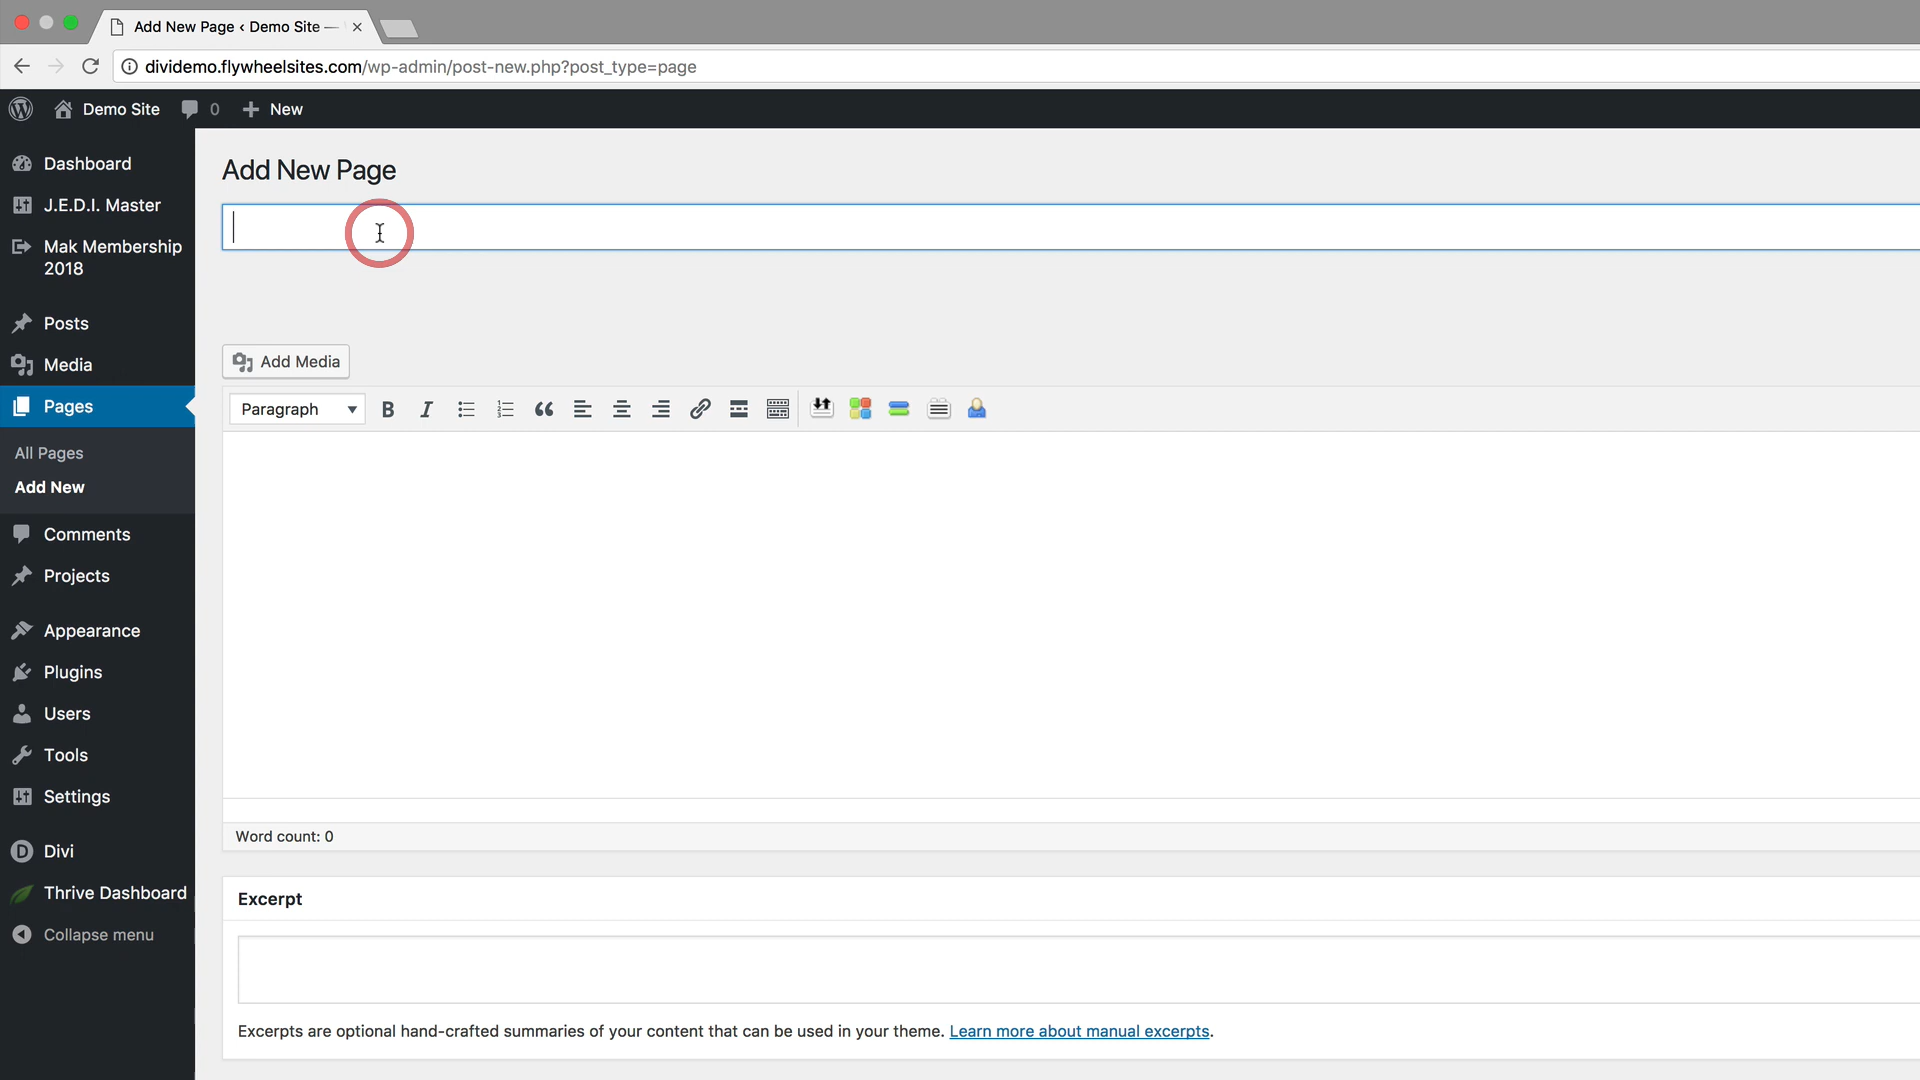 Add New Page ‹ Demo Site —
dividemo.flywheelsites.com/wp-admin/post-new.php?post_type=page
Demo Site
0
New
Dashboard
J.E.D.I. Master
Mak Membership
2018
Posts
Media
Pages
All Pages
Add New
Comments
Projects
Appearance
Plugins
Users
Tools
Settings
Divi
Thrive Dashboard
Collapse menu
Add New Page
Add Media
Paragraph
B I
Word count: 0
Excerpt
Excerpts are optional hand-crafted summaries of your content that can be used in your theme. Learn more about manual excerpts.